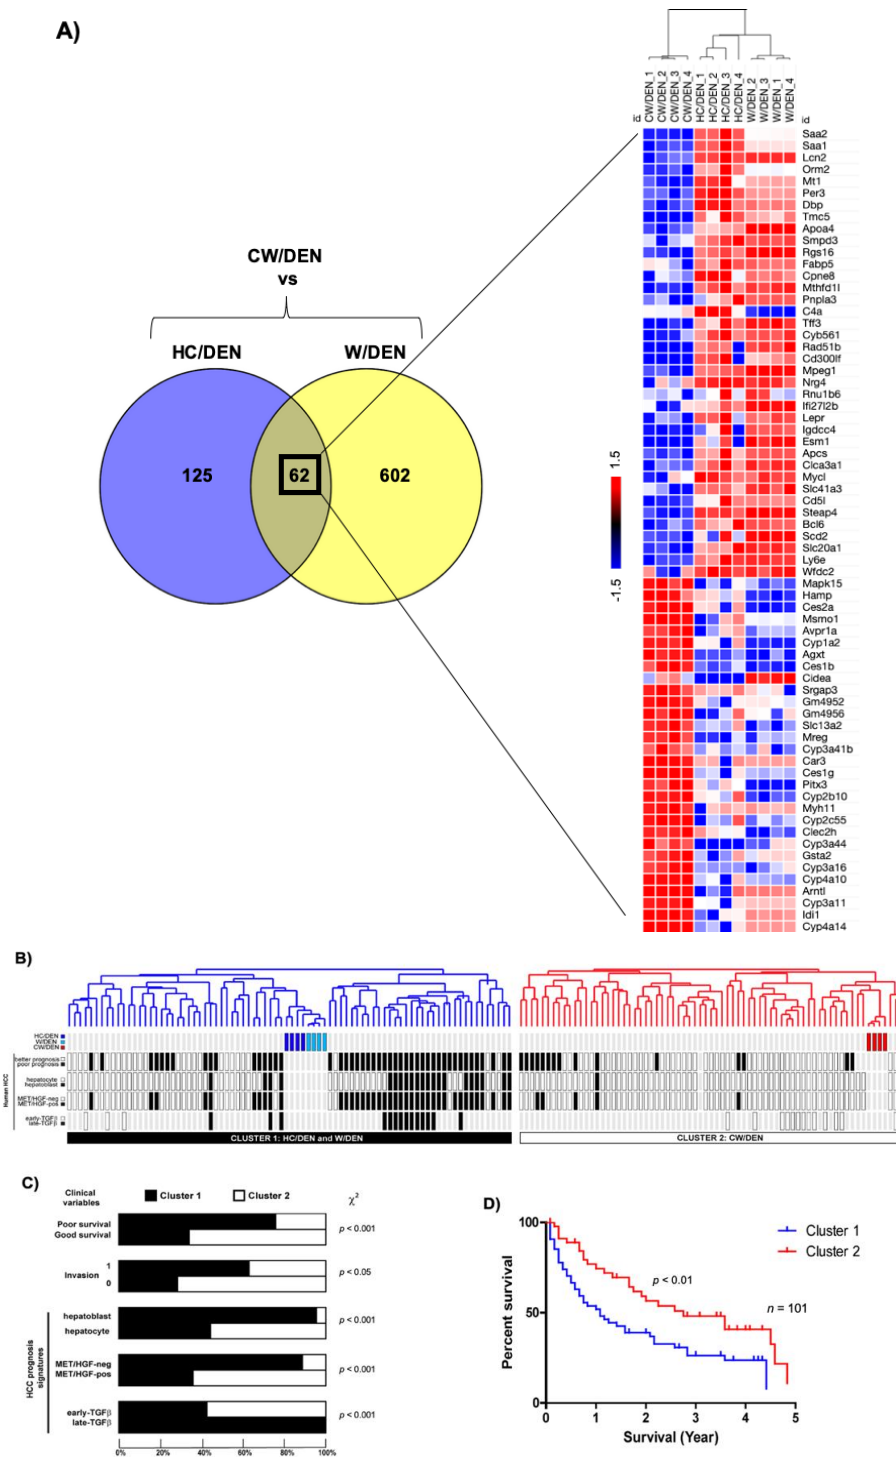 A)
CW/DEN
vs
HC/DEN
W/DEN
125
62
602
id
CW/DEN_1
CW/DEN_2
CW/DEN_3
CW/DEN_4
HC/DEN_1
HC/DEN_2
HC/DEN_3
HC/DEN_4
W/DEN_2
W/DEN_3
W/DEN_1
W/DEN_4
id
Saa2
Saa1
Lcn2
Orm2
Mt1
Per3
Dbp
Tmc5
Apoa4
Smpd3
Rgs16
Fabp5
Cpne8
Mthfd1l
Pnpla3
C4a
Tff3
Cyb561
Rad51b
Cd300lf
Mpeg1
Nrg4
Rnu1b6
Ifi27l2b
Lepr
Igdcc4
Esm1
Apcs
Clca3a1
Mycl
Slc41a3
Cd5l
Steap4
Bcl6
Scd2
Slc20a1
Ly6e
Wfdc2
Mapk15
Hamp
Ces2a
Msmo1
Avpr1a
Cyp1a2
Agxt
Ces1b
Cidea
Srgap3
Gm4952
Gm4956
Slc13a2
Mreg
Cyp3a41b
Car3
Ces1g
Pitx3
Cyp2b10
Myh11
Cyp2c55
Clec2h
Cyp3a44
Gsta2
Cyp3a16
Cyp4a10
Arntl
Cyp3a11
Idi1
Cyp4a14
1.5
-1.5
B)
HC/DEN
W/DEN
CW/DEN
Human HCC
better prognosis
poor prognosis
hepatocyte
hepatoblast
MET/HGF-neg
MET/HGF-pos
early-TGFβ
late-TGFβ
CLUSTER 1: HC/DEN and W/DEN
CLUSTER 2: CW/DEN
C)
Clinical variables
Cluster 1
Cluster 2
χ²
Poor survival
Good survival
p < 0.001
Invasion
1
0
p < 0.05
HCC prognosis signatures
hepatoblast
hepatocyte
p < 0.001
MET/HGF-neg
MET/HGF-pos
p < 0.001
early-TGFβ
late-TGFβ
p < 0.001
0%
20%
40%
60%
80%
100%
D)
Percent survival
100
50
0
Cluster 1
Cluster 2
p < 0.01
n = 101
0
1
2
3
4
5
Survival (Year)